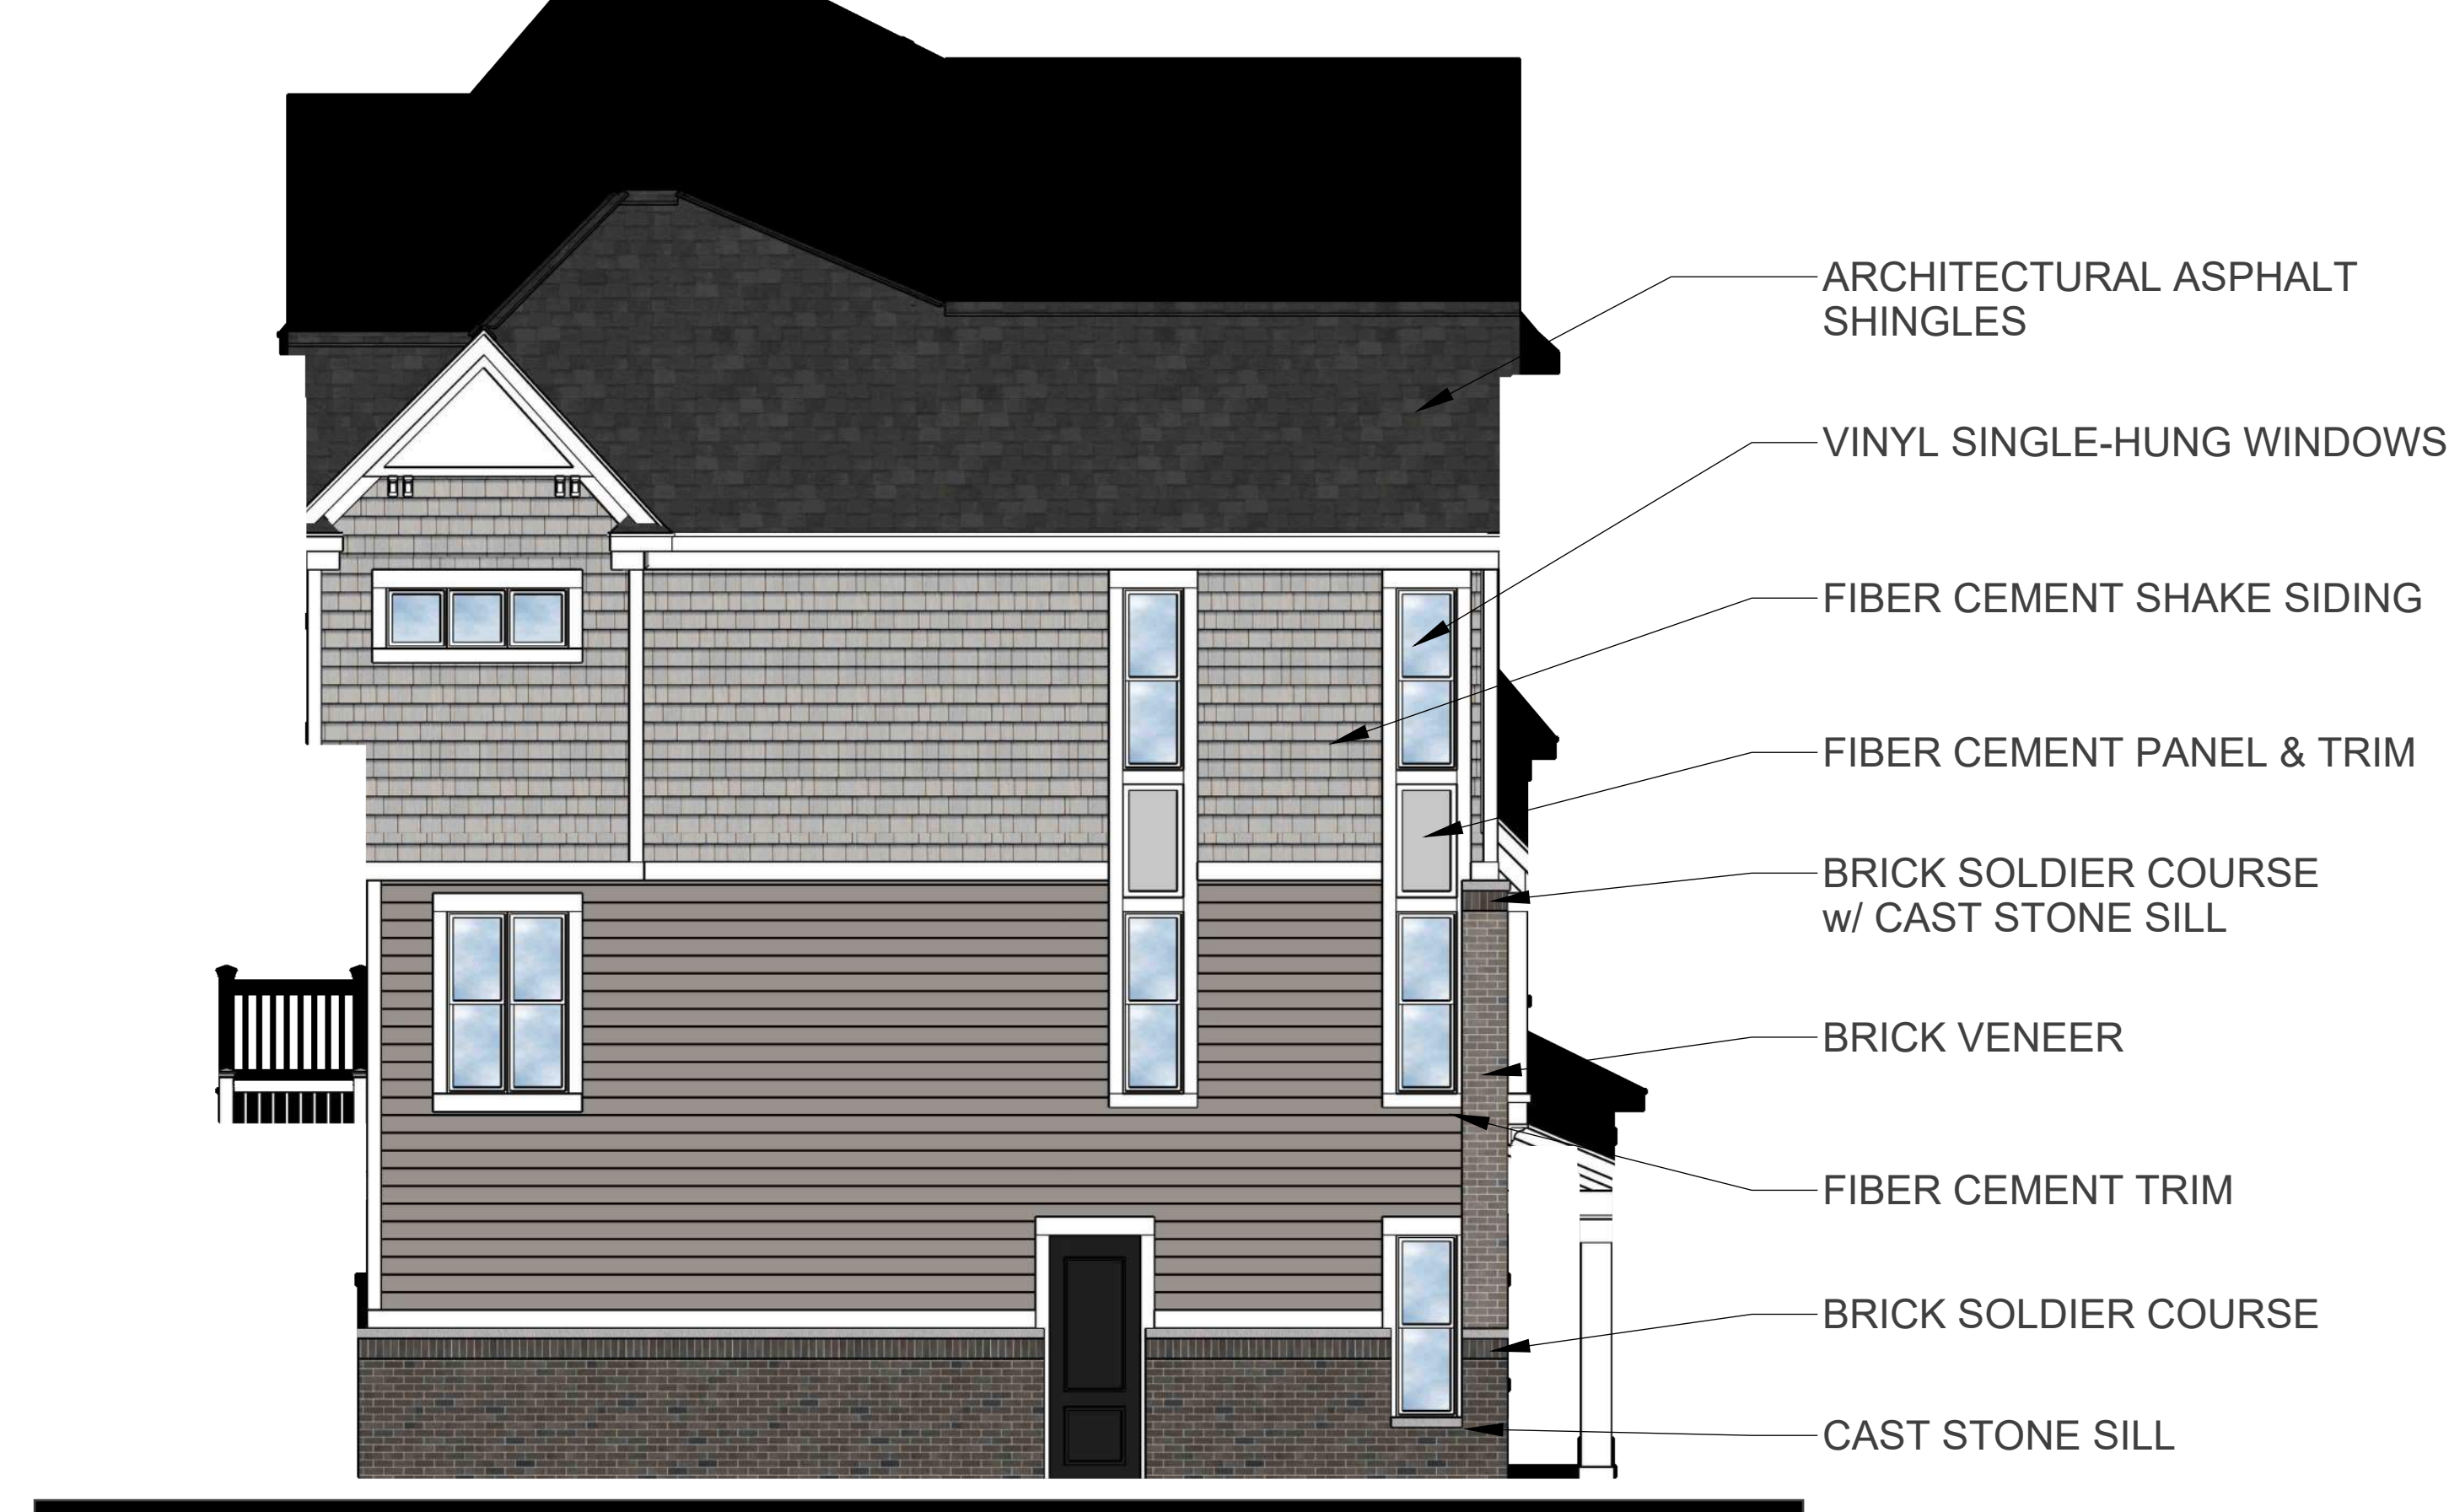 ARCHITECTURAL ASPHALT
SHINGLES
VINYL SINGLE-HUNG WINDOWS
FIBER CEMENT SHAKE SIDING
FIBER CEMENT PANEL & TRIM
BRICK SOLDIER COURSE
w/ CAST STONE SILL
BRICK VENEER
FIBER CEMENT TRIM
BRICK SOLDIER COURSE
CAST STONE SILL